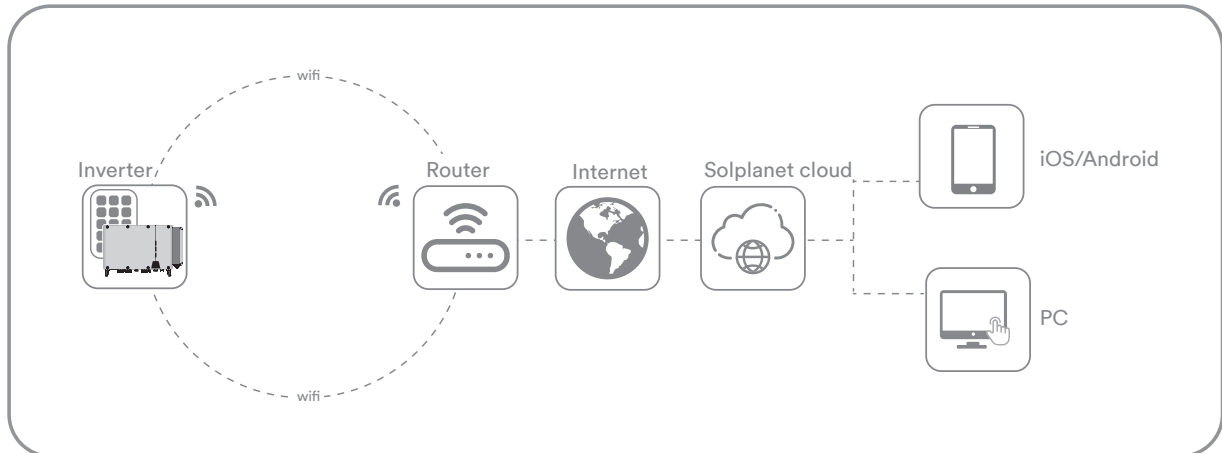 wifi
Inverter
Router
Internet
Solplanet cloud
iOS/Android
PC
wifi